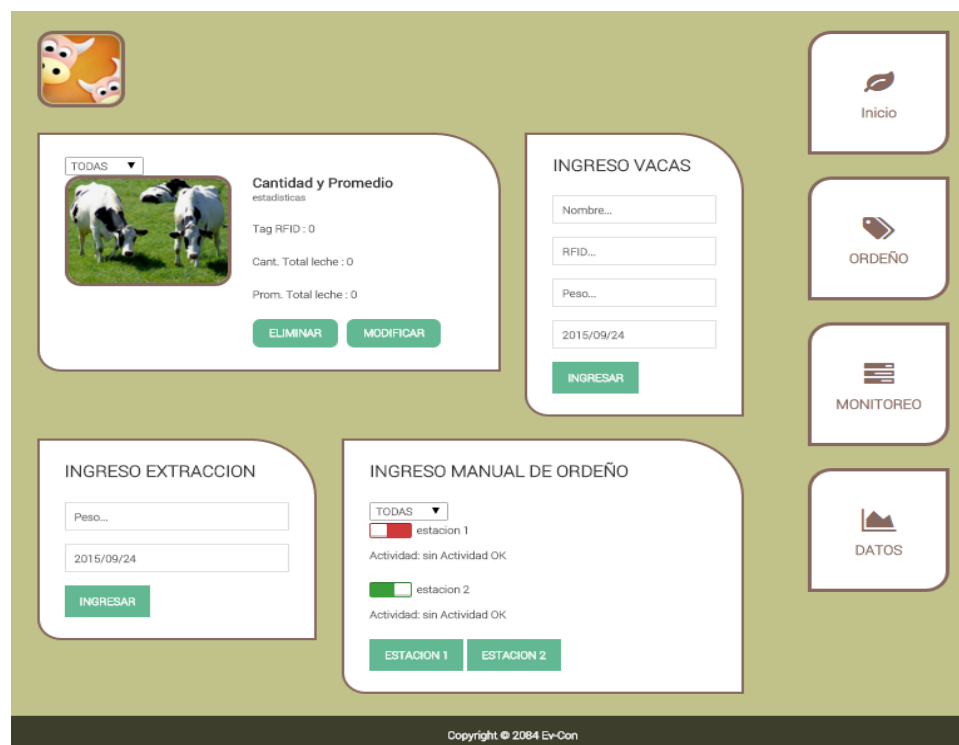 TODAS
Cantidad y Promedio
estadisticas
Tag RFID : 0
Cant. Total leche : 0
Prom. Total leche : 0
ELIMINAR MODIFICAR
INGRESO VACAS
Nombre...
RFID...
Peso...
2015/09/24
INGRESAR
Inicio
ORDEÑO
MONITOREO
DATOS
INGRESO EXTRACCION
Peso...
2015/09/24
INGRESAR
INGRESO MANUAL DE ORDEÑO
TODAS
estacion 1
Actividad: sin Actividad OK
estacion 2
Actividad: sin Actividad OK
ESTACION 1 ESTACION 2
Copyright © 2084 Ev-Con